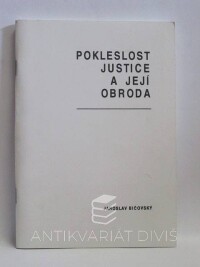 POKLESLOST
JUSTICE
A JEJÍ
OBRODA
ANTIKVARIÁT DIVIŠ